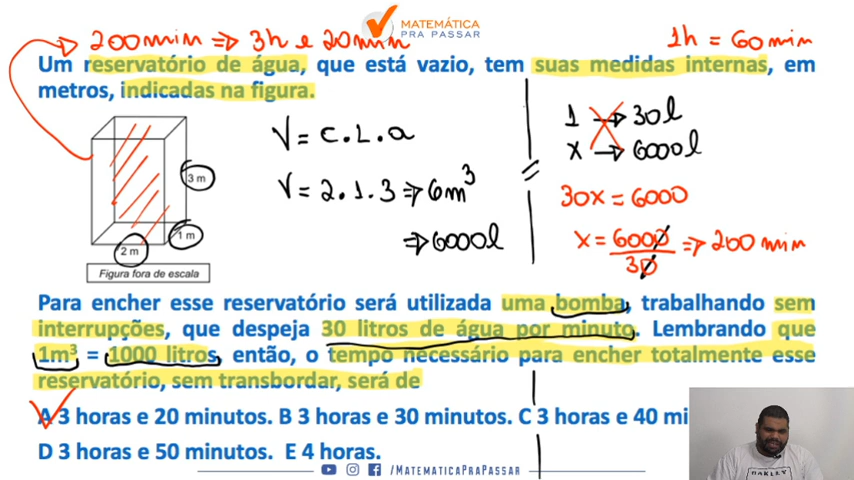 MATEMÁTICA
PRA PASSAR
200min => 3h e 20min
1h = 60min
Um reservatório de água, que está vazio, tem suas medidas internas, em
metros, indicadas na figura.
3 m
1 m
2 m
Figura fora de escala
V = C.L.a
V = 2.1.3 => 6m³
=> 6000l
1 → 30l
x → 6000l
30x = 6000
x = 6000/30 => 200 min
Para encher esse reservatório será utilizada uma bomba, trabalhando sem
interrupções, que despeja 30 litros de água por minuto. Lembrando que
1m³ = 1000 litros, então, o tempo necessário para encher totalmente esse
reservatório, sem transbordar, será de
A 3 horas e 20 minutos. B 3 horas e 30 minutos. C 3 horas e 40 mi
D 3 horas e 50 minutos. E 4 horas.
/MATEMATICAPRAPASSAR
OAKLEY